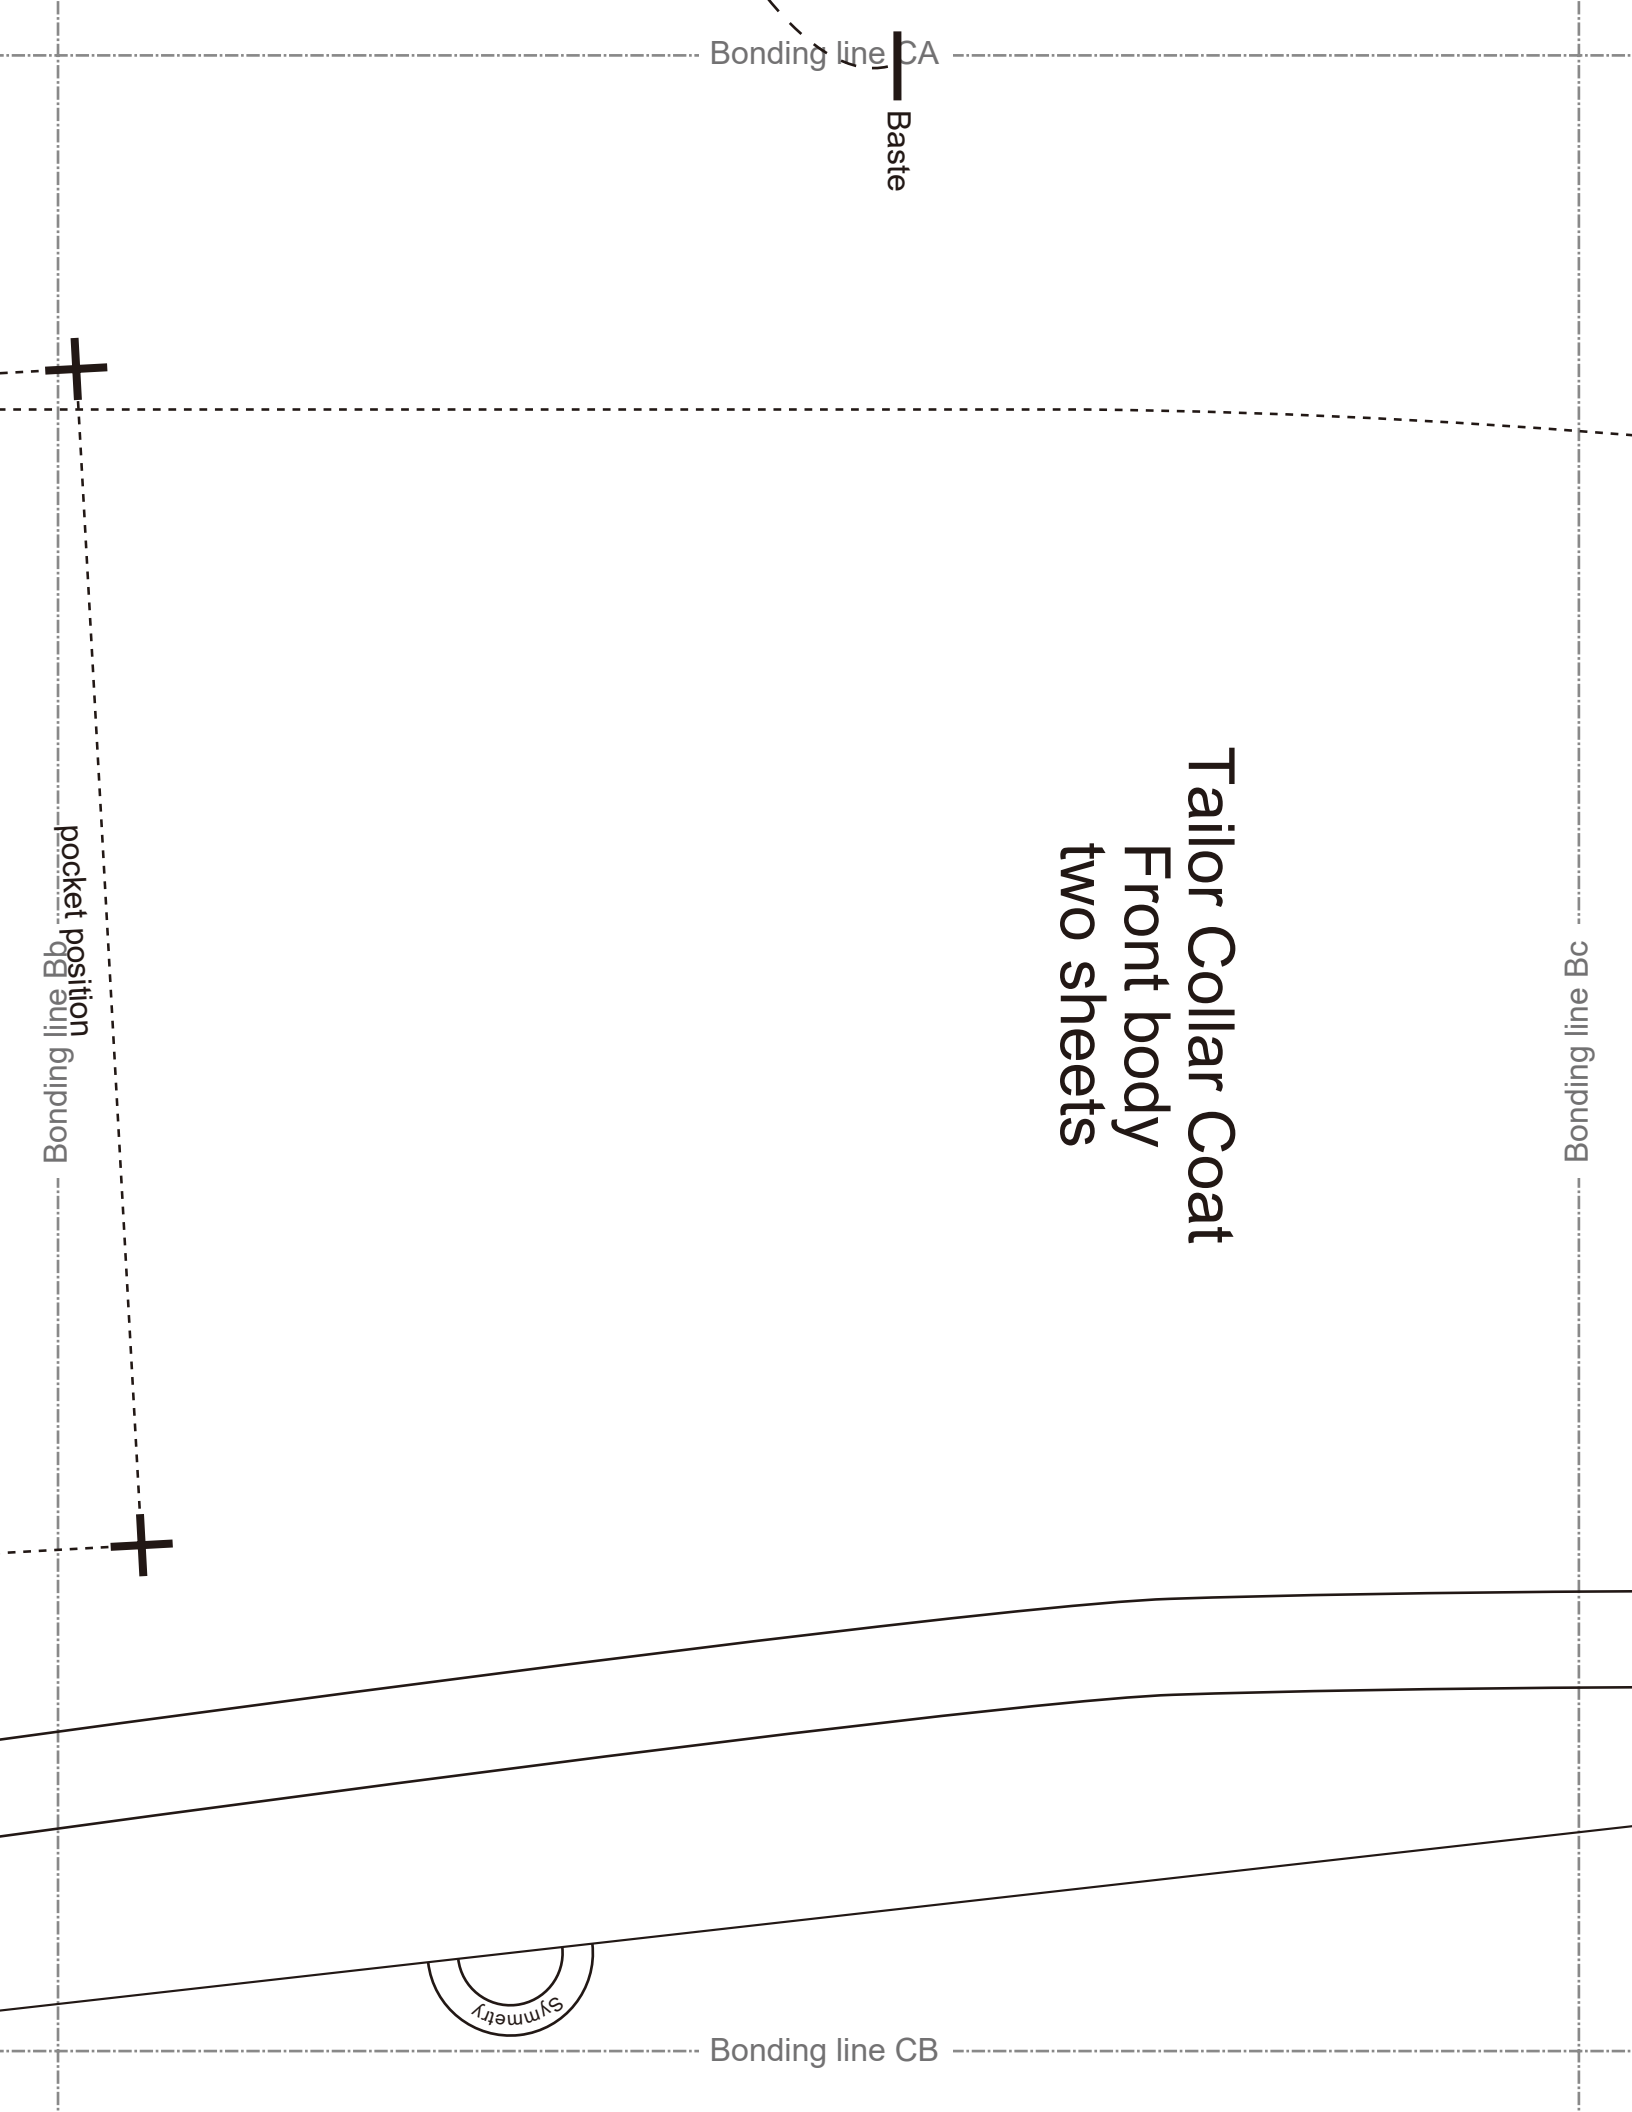 Bonding line CA
Baste
Tailor Collar Coat
Front body
two sheets
pocket position
Bonding line Bb
Bonding line Bc
Symmetry
Bonding line CB